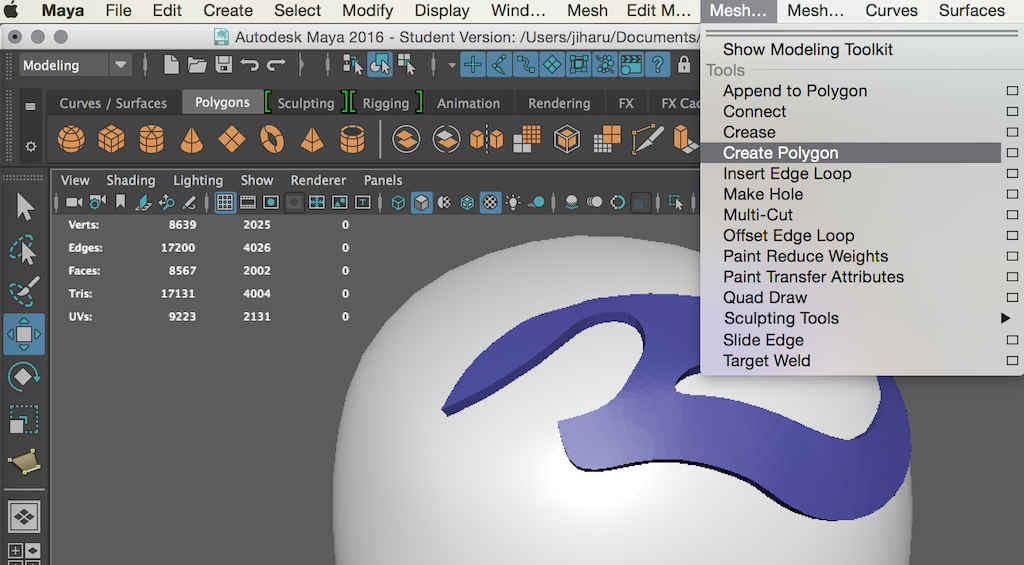 Maya File Edit Create Select Modify Display Wind... Mesh Edit M... Mesh... Mesh... Curves Surfaces
Autodesk Maya 2016 - Student Version: /Users/jiharu/Documents/
Modeling
Curves / Surfaces Polygons Sculpting Rigging Animation Rendering FX FX Cac
View Shading Lighting Show Renderer Panels
Verts: 8639 2025 0
Edges: 17200 4026 0
Faces: 8567 2002 0
Tris: 17131 4004 0
UVs: 9223 2131 0
Show Modeling Toolkit
Tools
Append to Polygon
Connect
Crease
Create Polygon
Insert Edge Loop
Make Hole
Multi-Cut
Offset Edge Loop
Paint Reduce Weights
Paint Transfer Attributes
Quad Draw
Sculpting Tools
Slide Edge
Target Weld